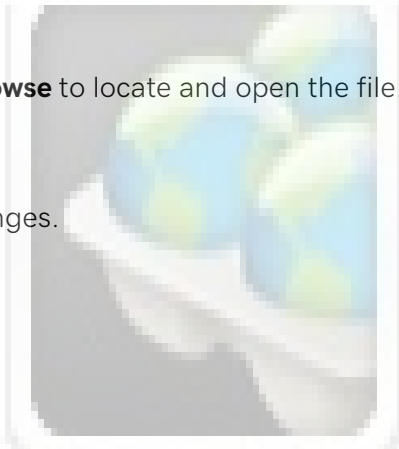 owse to locate and open the file
nges.